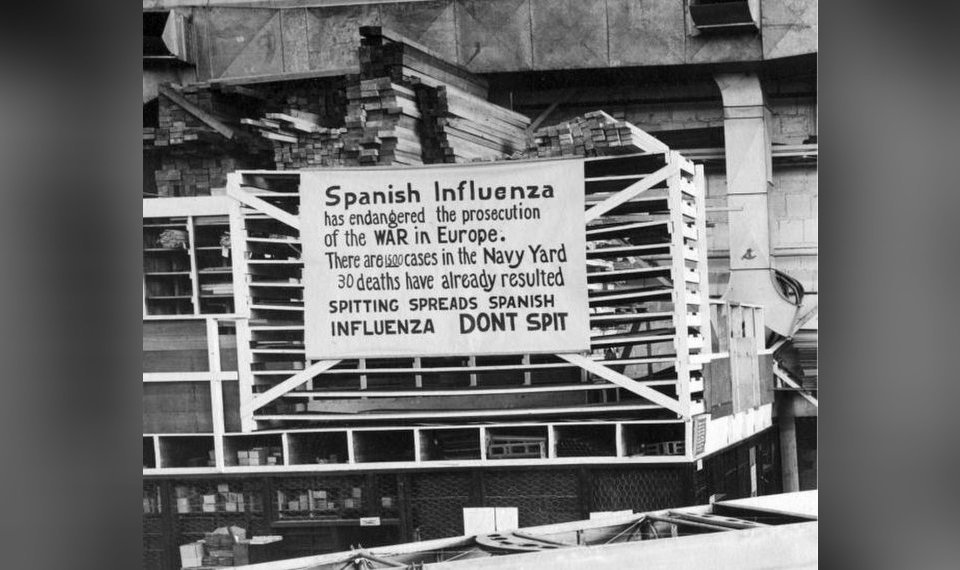 Spanish Influenza
has endangered the prosecution
of the WAR in Europe.
There are 1500 cases in the Navy Yard
30 deaths have already resulted
SPITTING SPREADS SPANISH
INFLUENZA DONT SPIT